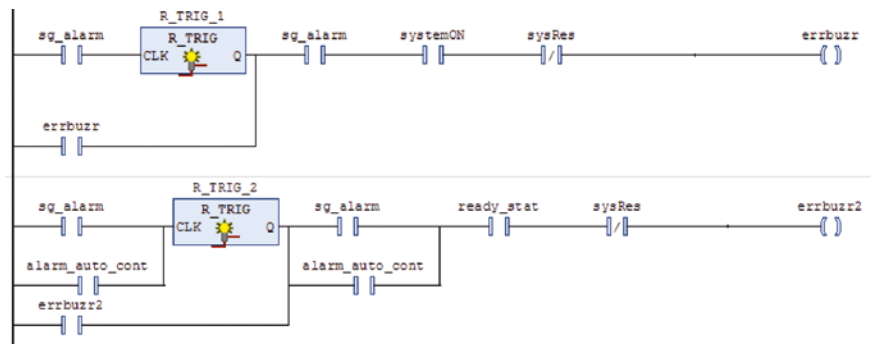 R_TRIG_1
sg_alarm R_TRIG sg_alarm systemON sysRes errbuzr
CLK Q
errbuzr
R_TRIG_2
sg_alarm R_TRIG sg_alarm ready_stat sysRes errbuzr2
CLK Q
alarm_auto_cont alarm_auto_cont
errbuzr2